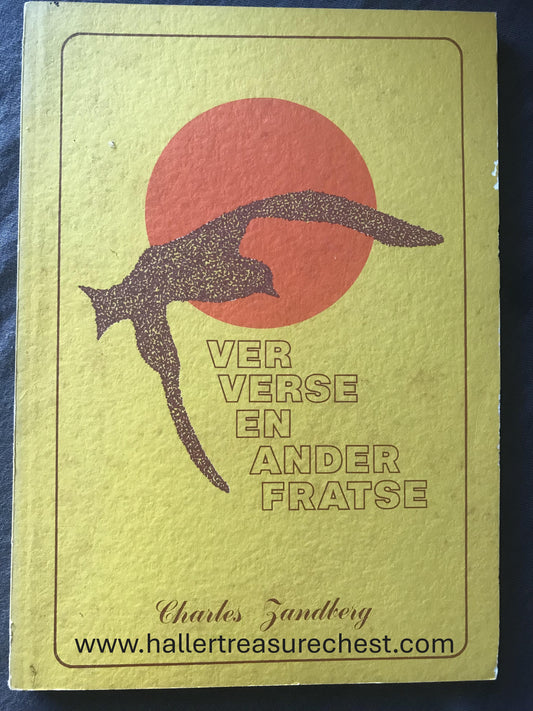 VER
VERSE
EN
ANDER
FRATSE
Charles Zandberg
www.hallertreasurechest.com